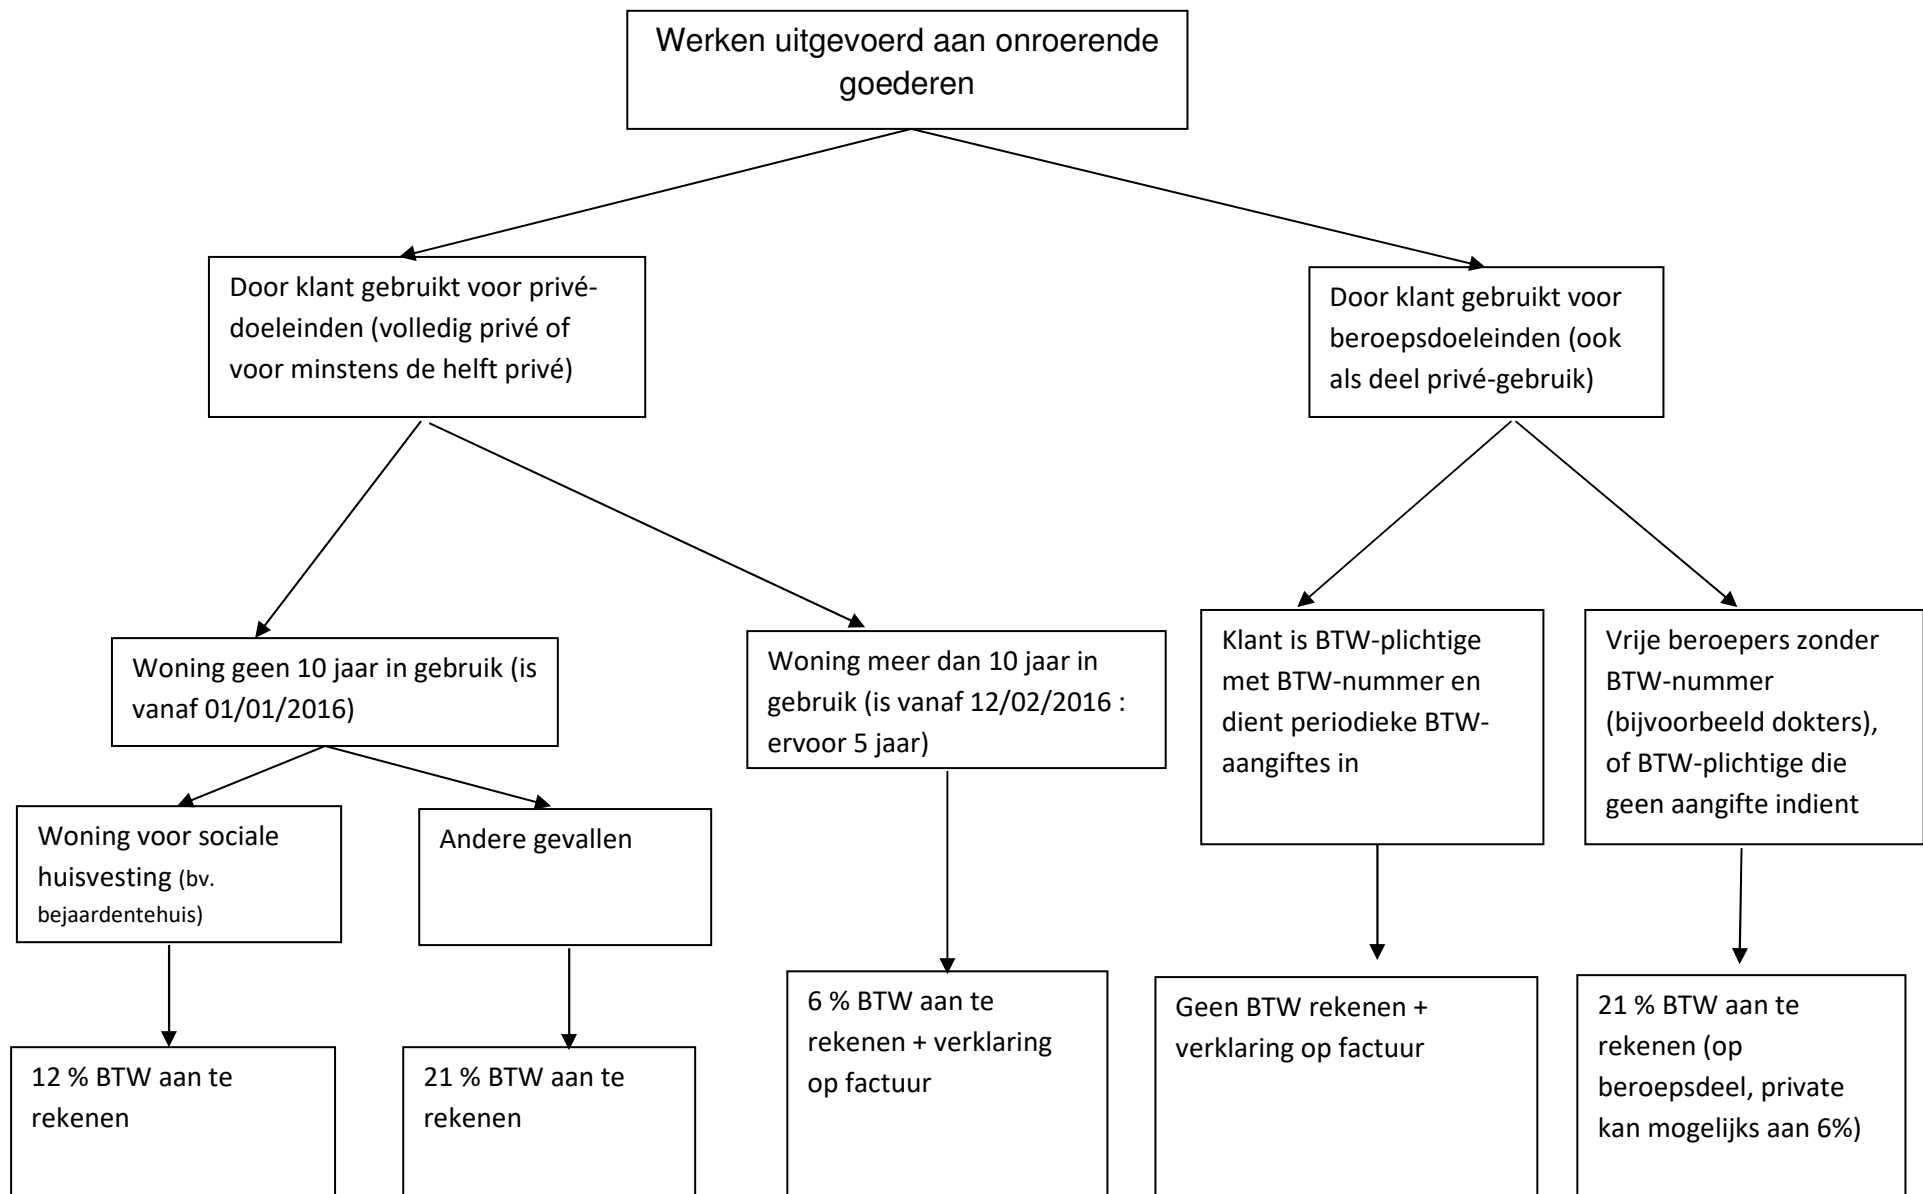 Werken uitgevoerd aan onroerende
goederen
Door klant gebruikt voor privé-
doeleinden (volledig privé of
voor minstens de helft privé)
Door klant gebruikt voor
beroepsdoeleinden (ook
als deel privé-gebruik)
Woning geen 10 jaar in gebruik (is
vanaf 01/01/2016)
Woning meer dan 10 jaar in
gebruik (is vanaf 12/02/2016 :
ervoor 5 jaar)
Klant is BTW-plichtige
met BTW-nummer en
dient periodieke BTW-
aangiftes in
Vrije beroepers zonder
BTW-nummer
(bijvoorbeeld dokters),
of BTW-plichtige die
geen aangifte indient
Woning voor sociale
huisvesting (bv.
bejaardentehuis)
Andere gevallen
12 % BTW aan te
rekenen
21 % BTW aan te
rekenen
6 % BTW aan te
rekenen + verklaring
op factuur
Geen BTW rekenen +
verklaring op factuur
21 % BTW aan te
rekenen (op
beroepsdeel, private
kan mogelijks aan 6%)